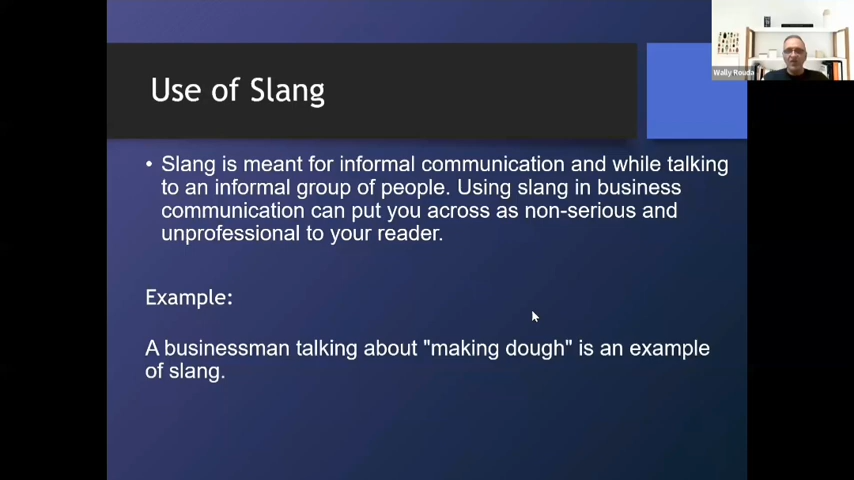 Use of Slang
Wally Rouda
• Slang is meant for informal communication and while talking
to an informal group of people. Using slang in business
communication can put you across as non-serious and
unprofessional to your reader.
Example:
A businessman talking about "making dough" is an example
of slang.